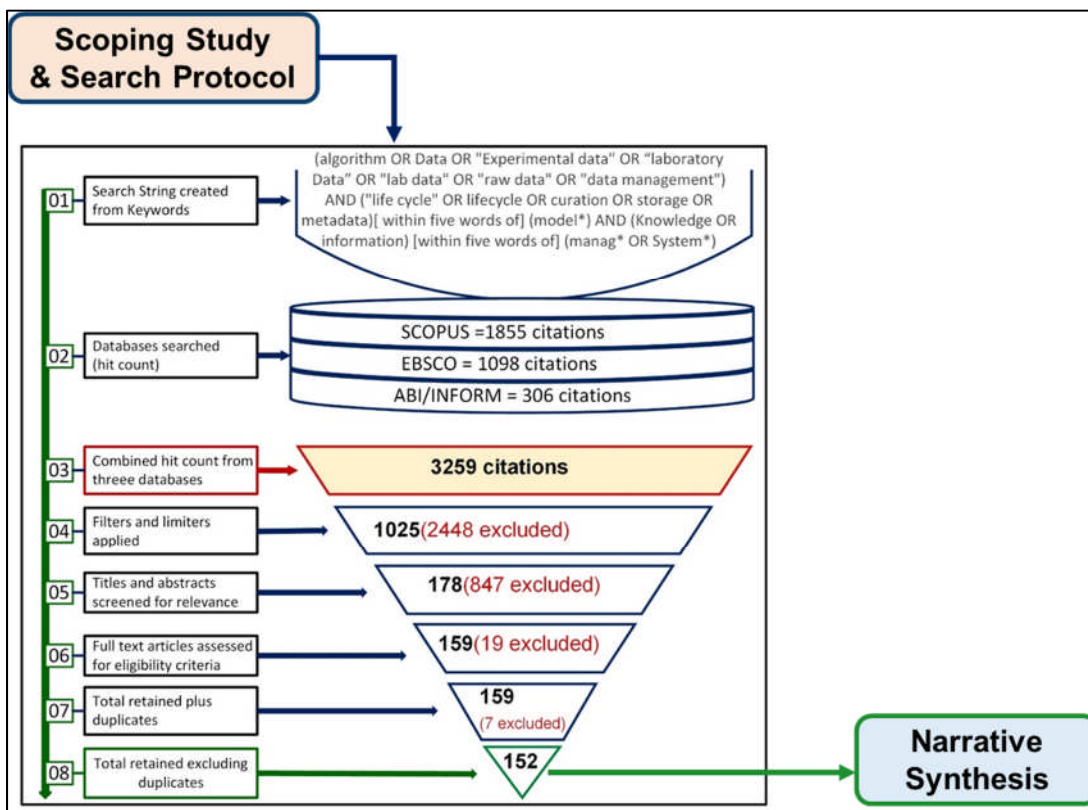 Scoping Study
& Search Protocol
01
Search String created
from Keywords
(algorithm OR Data OR "Experimental data" OR "laboratory
Data" OR "lab data" OR "raw data" OR "data management")
AND ("life cycle" OR lifecycle OR curation OR storage OR
metadata)[ within five words of] (model*) AND (Knowledge OR
information) [within five words of] (manag* OR System*)
02
Databases searched
(hit count)
SCOPUS =1855 citations
EBSCO = 1098 citations
ABI/INFORM = 306 citations
03
Combined hit count from
threee databases
3259 citations
04
Filters and limiters
applied
1025(2448 excluded)
05
Titles and abstracts
screened for relevance
178(847 excluded)
06
Full text articles assessed
for eligibility criteria
159(19 excluded)
07
Total retained plus
duplicates
159
(7 excluded)
08
Total retained excluding
duplicates
152
Narrative
Synthesis